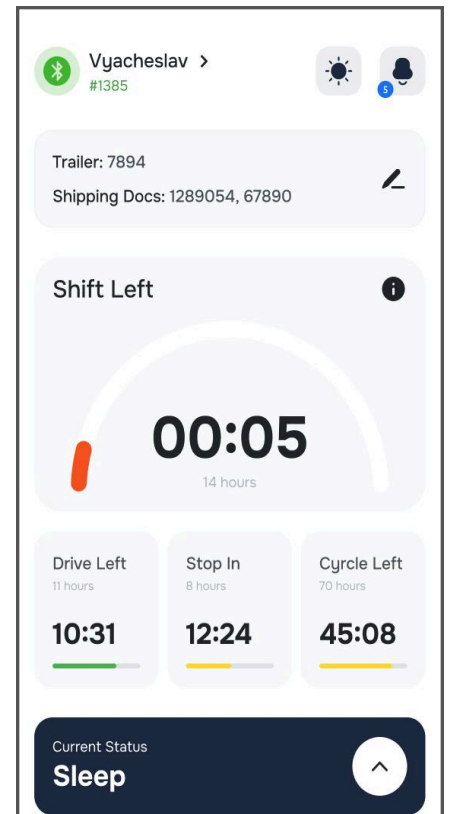 Vyacheslav >
#1385
5
Trailer: 7894
Shipping Docs: 1289054, 67890
Shift Left
00:05
14 hours
Drive Left
11 hours
10:31
Stop In
8 hours
12:24
Cyrcle Left
70 hours
45:08
Current Status
Sleep